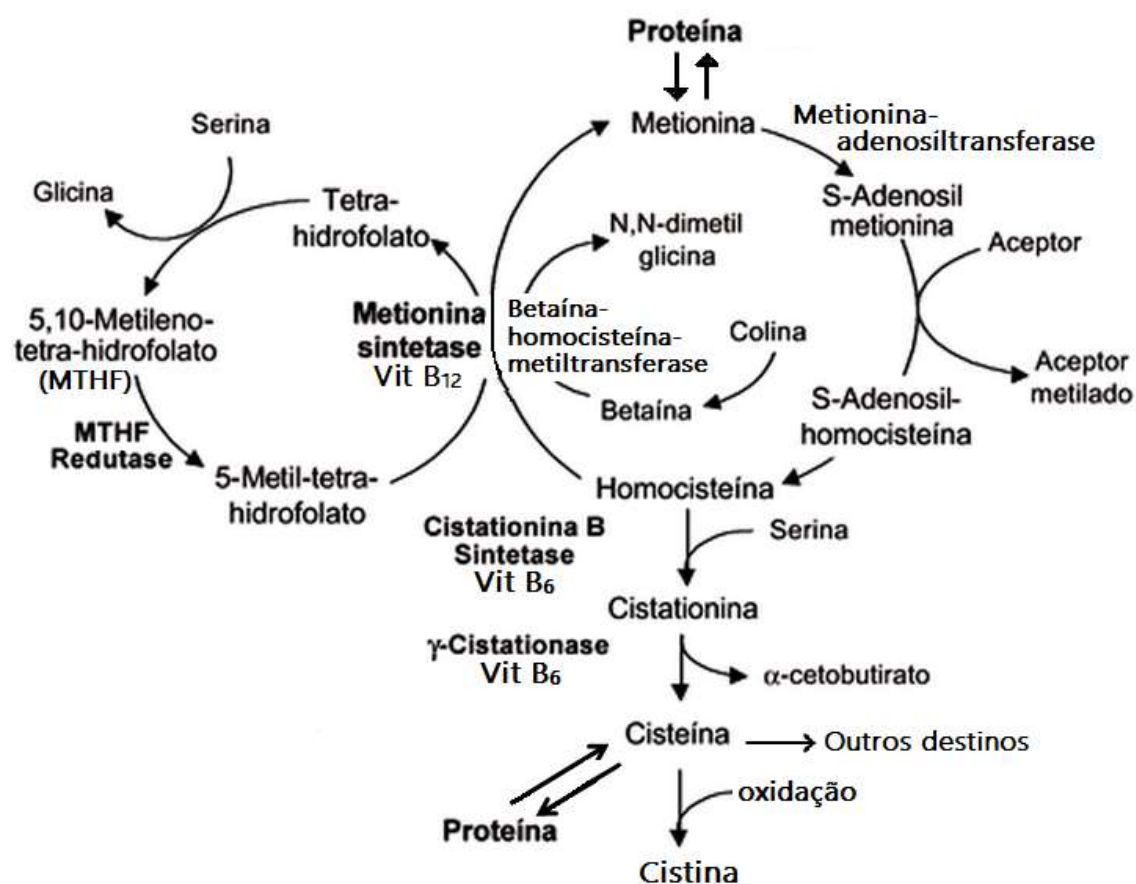 Proteína
Metionina
Metionina-
adenosiltransferase
Serina
Glicina
Tetra-
hidrofolato
S-Adenosil
metionina
N,N-dimetil
glicina
Aceptor
5,10-Metileno-
tetra-hidrofolato
(MTHF)
Metionina
sintetase
Vit B₁₂
Betaína-
homocisteína-
metiltransferase
Colina
Betaína
Aceptor
metilado
S-Adenosil-
homocisteína
MTHF
Redutase
5-Metil-tetra-
hidrofolato
Homocisteína
Cistationina B
Sintetase
Vit B₆
Serina
Cistationina
γ-Cistationase
Vit B₆
α-cetobutirato
Cisteína
Outros destinos
Proteína
oxidação
Cistina